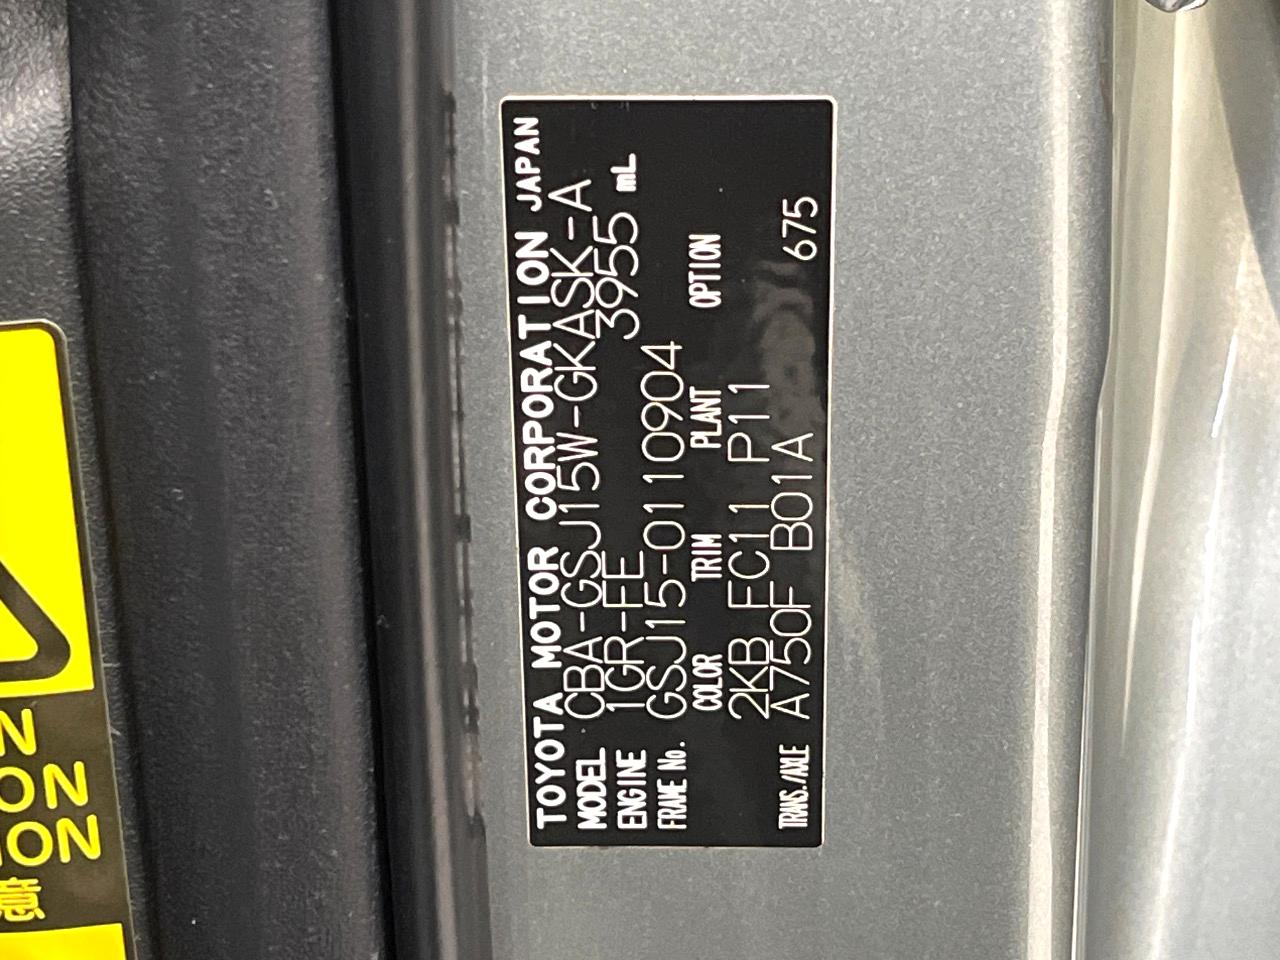 TOYOTA MOTOR CORPORATION JAPAN
MODEL CBA-GSJ15W-GKASK-A
ENGINE 1GR-FE 3955 mL
FRAME No. GSJ15-0110904
COLOR TRIM PLANT OPTION
2KB FC11 P11
TRANS./AXLE A750F B01A 675
N
ON
ION
意